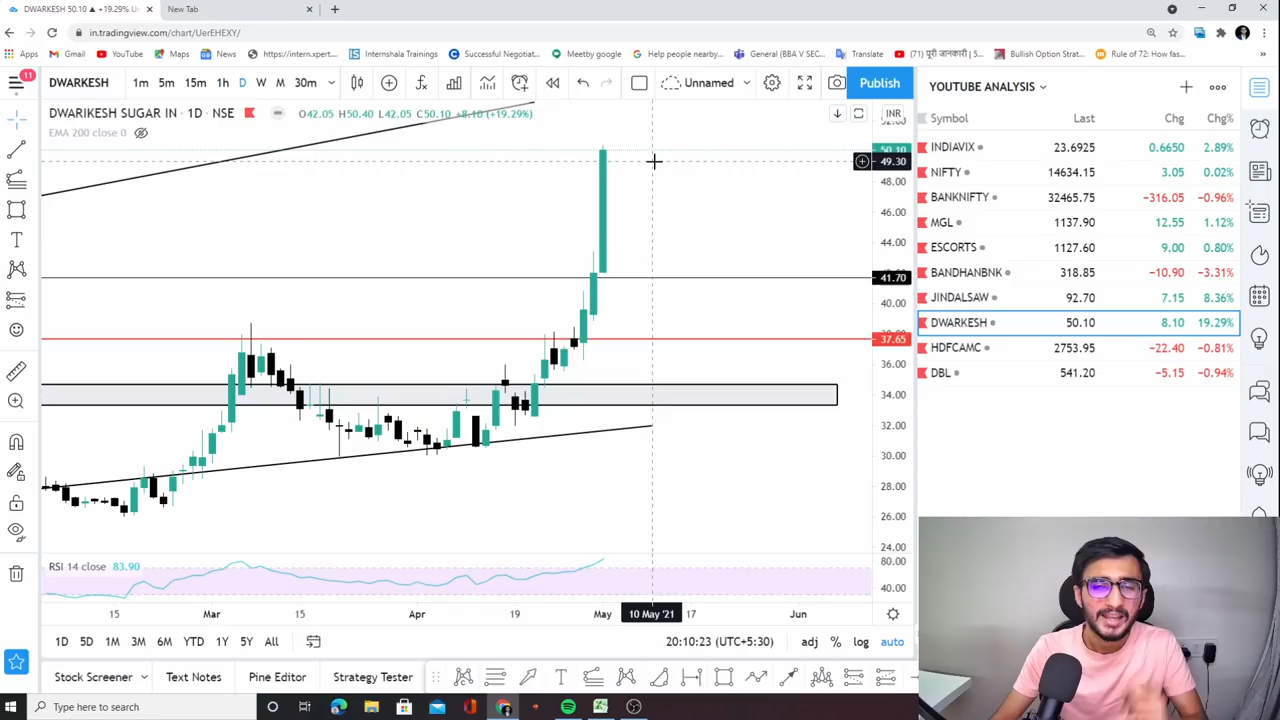 DWARKESH 50.10 ▲ +19.29% Un
New Tab
in.tradingview.com/chart/UerEHEXY/
Apps Gmail YouTube Maps News https://intern.xpert... Internshala Trainings Successful Negotiat... Meetby google Help people nearby... General (BBA V SEC... Translate (71) पूरी जानकारी |... Bullish Option Strat... Rule of 72: How fas... »
11
DWARKESH 1m 5m 15m 1h D W M 30m Unnamed Publish
YOUTUBE ANALYSIS
DWARIKESH SUGAR IN · 1D · NSE O42.05 H50.40 L42.05 C50.10 +8.10 (+19.29%) INR
EMA 200 close 0
Symbol Last Chg Chg%
INDIAVIX 23.6925 0.6650 2.89%
NIFTY 14634.15 3.05 0.02%
BANKNIFTY 32465.75 −316.05 −0.96%
MGL 1137.90 12.55 1.12%
ESCORTS 1127.60 9.00 0.80%
BANDHANBNK 318.85 −10.90 −3.31%
JINDALSAW 92.70 7.15 8.36%
DWARKESH 50.10 8.10 19.29%
HDFCAMC 2753.95 −22.40 −0.81%
DBL 541.20 −5.15 −0.94%
50.10
49.30
48.00
46.00
44.00
41.70
40.00
37.65
36.00
34.00
32.00
30.00
28.00
26.00
24.00
RSI 14 close 83.90
80.00
40.00
15 Mar 15 Apr 19 May 10 May '21 17 Jun
1D 5D 1M 3M 6M YTD 1Y 5Y All 20:10:23 (UTC+5:30) adj % log auto
Stock Screener Text Notes Pine Editor Strategy Tester
Type here to search